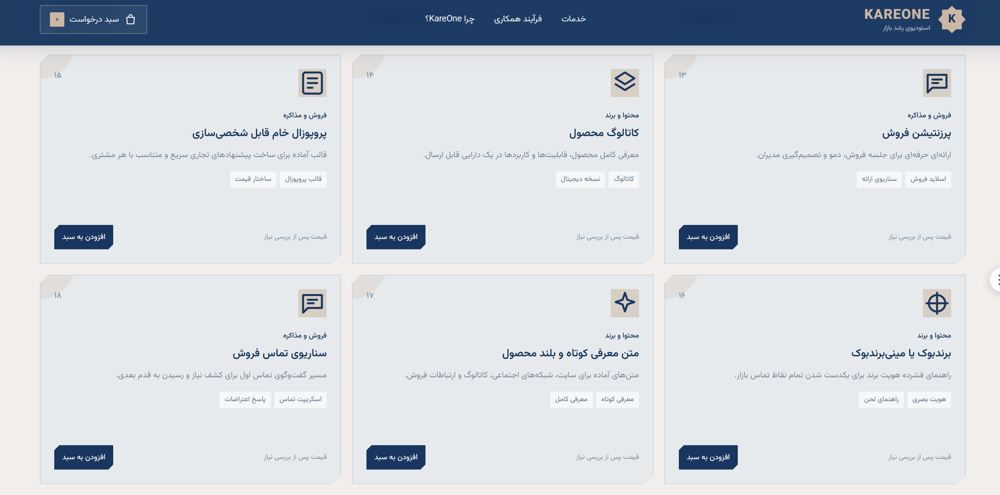 K
KAREONE
استودیوی رشد بازار
خدمات
فرآیند همکاری
چرا KareOne؟
سبد درخواست
۰
۱۳
فروش و مذاکره
پرزنتیشن فروش
ارائه‌ای حرفه‌ای برای جلسه فروش، دمو و تصمیم‌گیری مدیران.
اسلاید فروش
سناریوی ارائه
قیمت پس از بررسی نیاز
افزودن به سبد
۱۴
محتوا و برند
کاتالوگ محصول
معرفی کامل محصول، قابلیت‌ها و کاربردها در یک دارایی قابل ارسال.
کاتالوگ
نسخه دیجیتال
قیمت پس از بررسی نیاز
افزودن به سبد
۱۵
فروش و مذاکره
پروپوزال خام قابل شخصی‌سازی
قالب آماده برای ساخت پیشنهادهای تجاری سریع و متناسب با هر مشتری.
قالب پروپوزال
ساختار قیمت
قیمت پس از بررسی نیاز
افزودن به سبد
۱۶
محتوا و برند
برندبوک یا مینی‌برندبوک
راهنمای فشرده هویت برند برای یکدست شدن تمام نقاط تماس بازار.
هویت بصری
راهنمای لحن
قیمت پس از بررسی نیاز
افزودن به سبد
۱۷
محتوا و برند
متن معرفی کوتاه و بلند محصول
متن‌های آماده برای سایت، شبکه‌های اجتماعی، کاتالوگ و ارتباطات فروش.
معرفی کوتاه
معرفی کامل
قیمت پس از بررسی نیاز
افزودن به سبد
۱۸
فروش و مذاکره
سناریوی تماس فروش
مسیر گفت‌وگوی تماس اول برای کشف نیاز و رسیدن به قدم بعدی.
اسکریپت تماس
پاسخ اعتراضات
قیمت پس از بررسی نیاز
افزودن به سبد